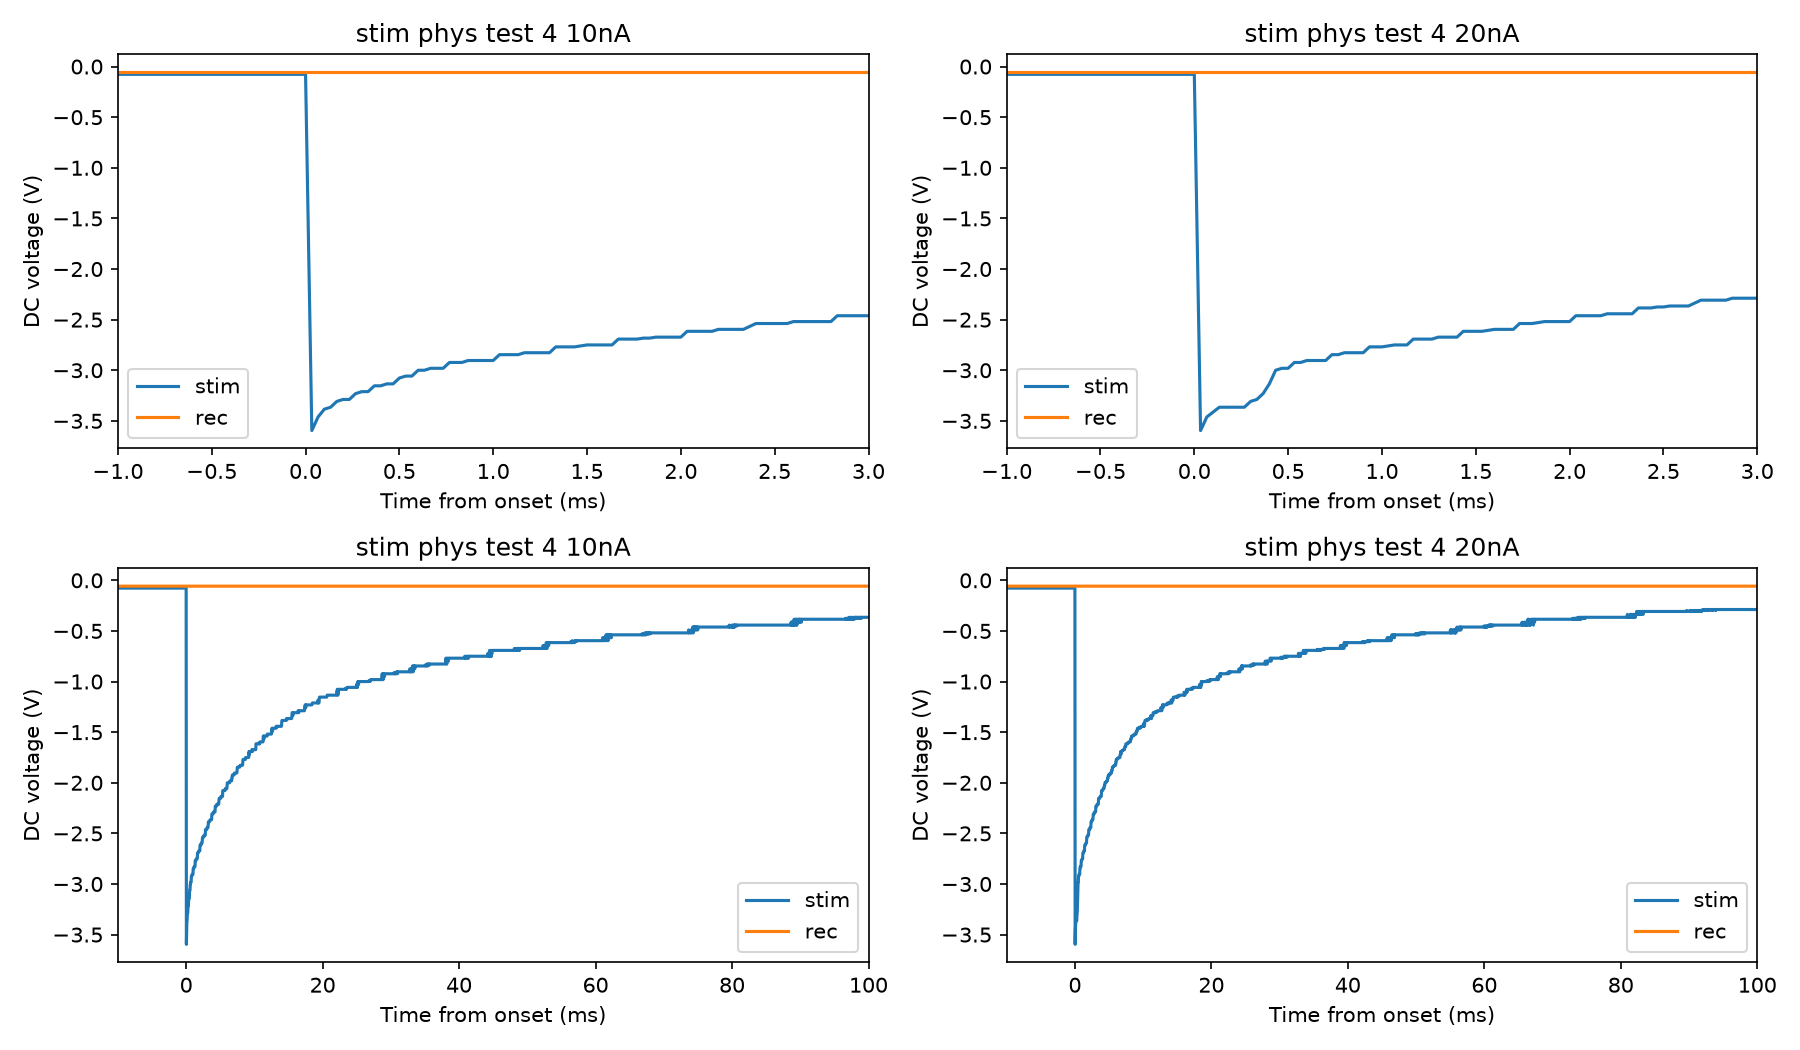 stim phys test 4 10nA
DC voltage (V)
0.0
−0.5
−1.0
−1.5
−2.0
−2.5
−3.0
−3.5
stim
rec
−1.0 −0.5 0.0 0.5 1.0 1.5 2.0 2.5 3.0
Time from onset (ms)
stim phys test 4 20nA
DC voltage (V)
0.0
−0.5
−1.0
−1.5
−2.0
−2.5
−3.0
−3.5
stim
rec
−1.0 −0.5 0.0 0.5 1.0 1.5 2.0 2.5 3.0
Time from onset (ms)
stim phys test 4 10nA
DC voltage (V)
0.0
−0.5
−1.0
−1.5
−2.0
−2.5
−3.0
−3.5
stim
rec
0 20 40 60 80 100
Time from onset (ms)
stim phys test 4 20nA
DC voltage (V)
0.0
−0.5
−1.0
−1.5
−2.0
−2.5
−3.0
−3.5
stim
rec
0 20 40 60 80 100
Time from onset (ms)